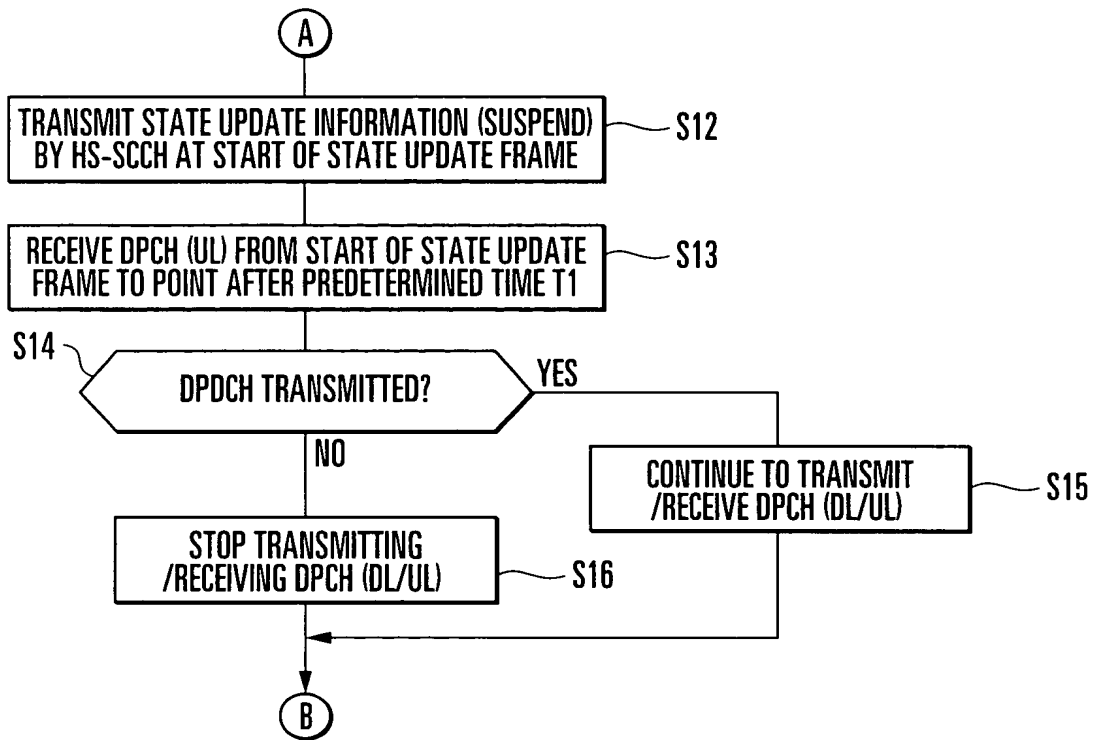 A
TRANSMIT STATE UPDATE INFORMATION (SUSPEND)
BY HS-SCCH AT START OF STATE UPDATE FRAME
S12
RECEIVE DPCH (UL) FROM START OF STATE UPDATE
FRAME TO POINT AFTER PREDETERMINED TIME T1
S13
S14
DPDCH TRANSMITTED?
YES
NO
CONTINUE TO TRANSMIT
/RECEIVE DPCH (DL/UL)
S15
STOP TRANSMITTING
/RECEIVING DPCH (DL/UL)
S16
B